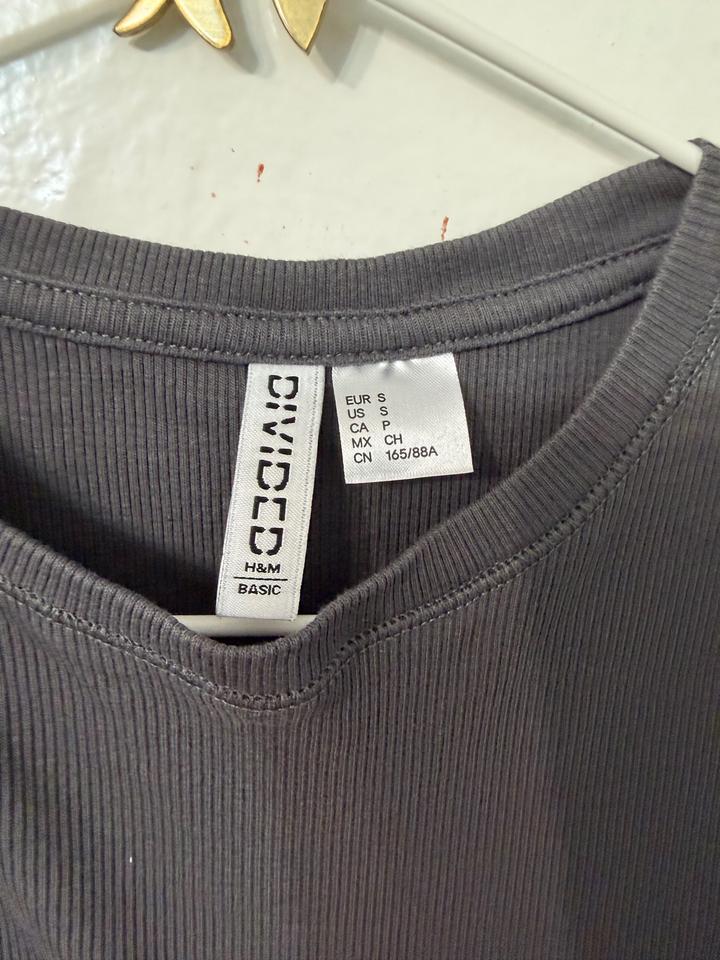 DIVIDED
H&M
BASIC
EUR S
US S
CA P
MX CH
CN 165/88A